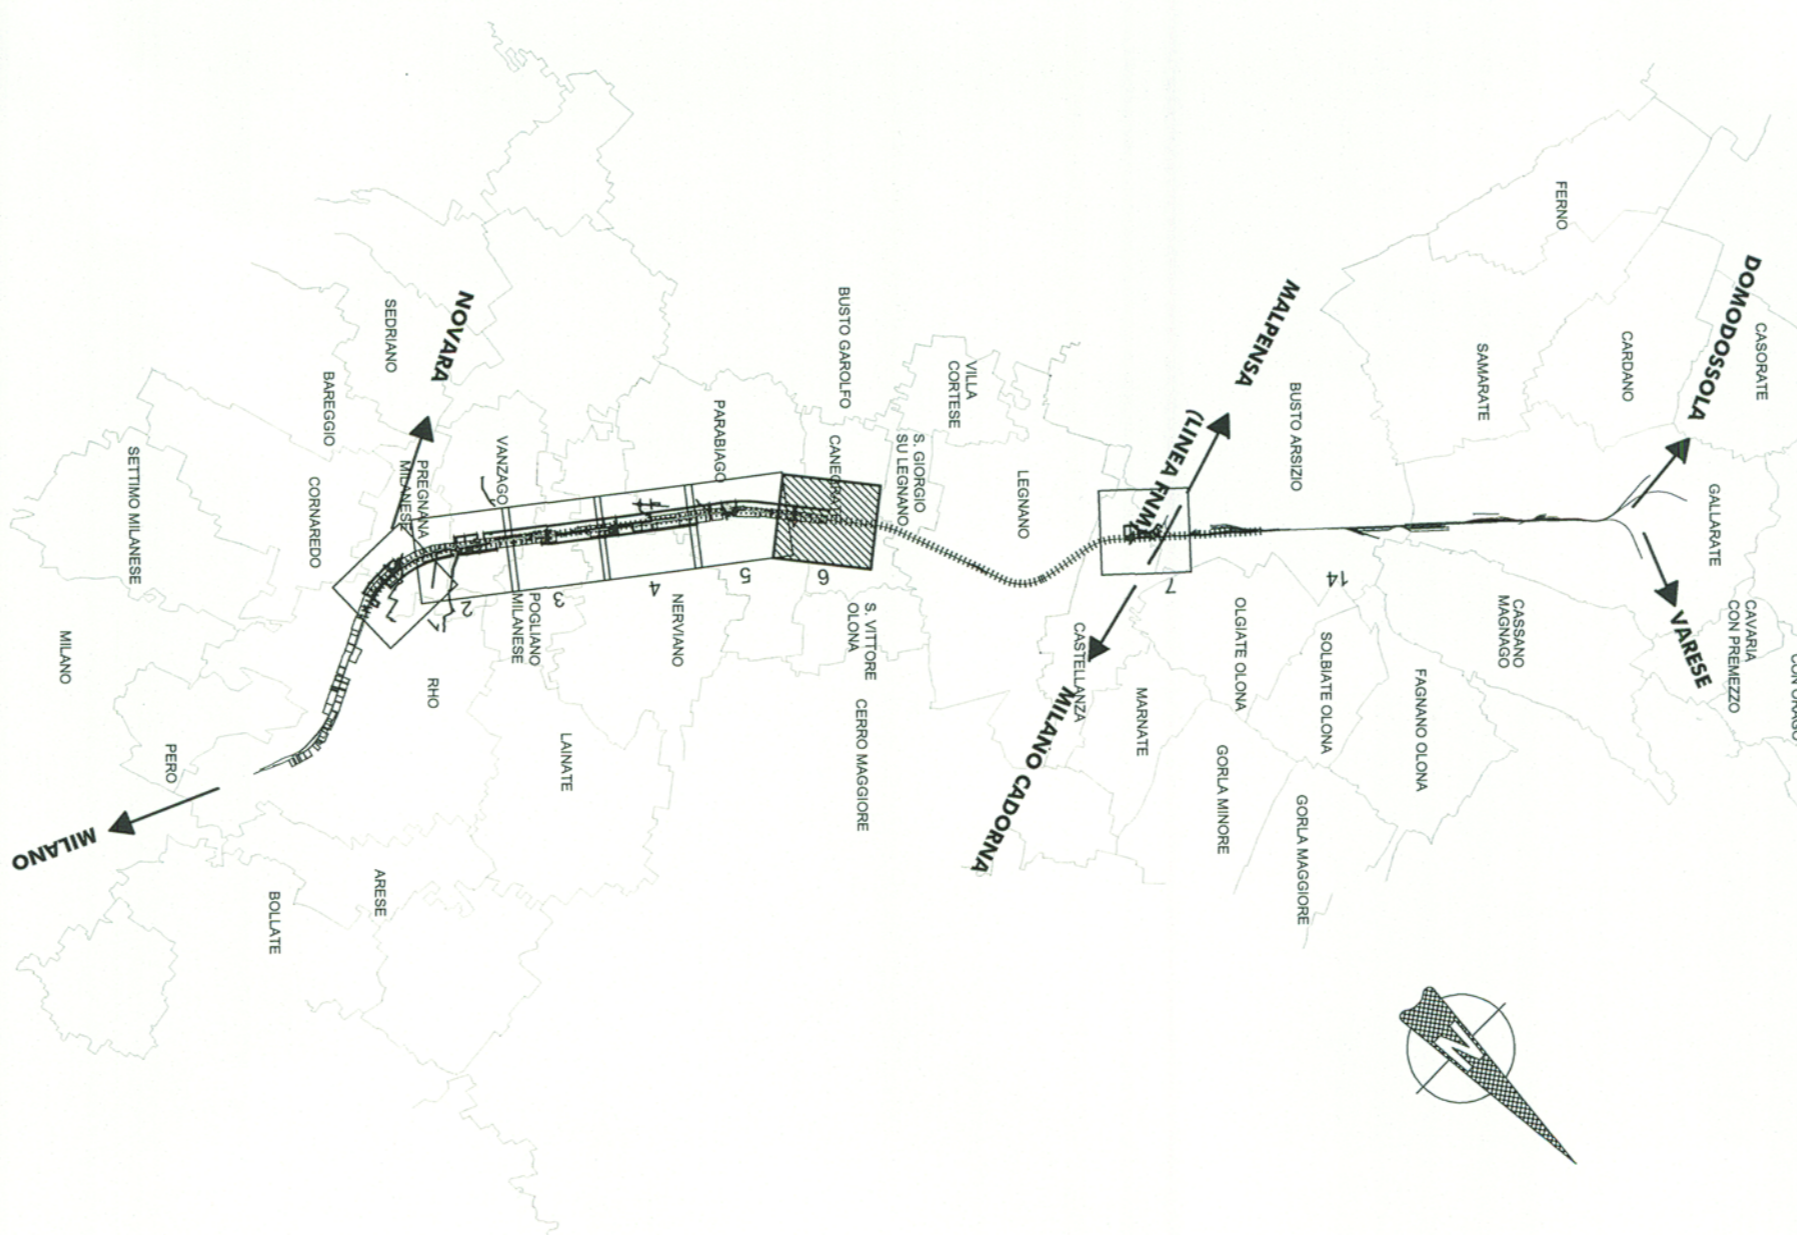 FERNO
DOMODOSSOLA
CASORATE
CARDANO
SAMARATE
MALPENSA
(LINEA FNME)
BUSTO ARSIZIO
GALLARATE
VARESE
CAVARIA
CON PREMEZZO
CASSANO
MAGNAGO
FAGNANO OLONA
SOLBIATE OLONA
OLGIATE OLONA
GORLA MAGGIORE
GORLA MINORE
MARNATE
CASTELLANZA
MILANO CADORNA
14
7
LEGNANO
VILLA
CORTESE
S. GIORGIO
SU LEGNANO
BUSTO GAROLFO
CANEGRA
6
S. VITTORE
OLONA
CERRO MAGGIORE
PARABIAGO
5
NERVIANO
4
3
POGLIANO
MILANESE
LAINATE
VANZAGO
2
PREGNANA
MILANESE
NOVARA
SEDRIANO
BAREGGIO
CORNAREDO
SETTIMO MILANESE
RHO
MILANO
PERO
MILANO
ARESE
BOLLATE
N